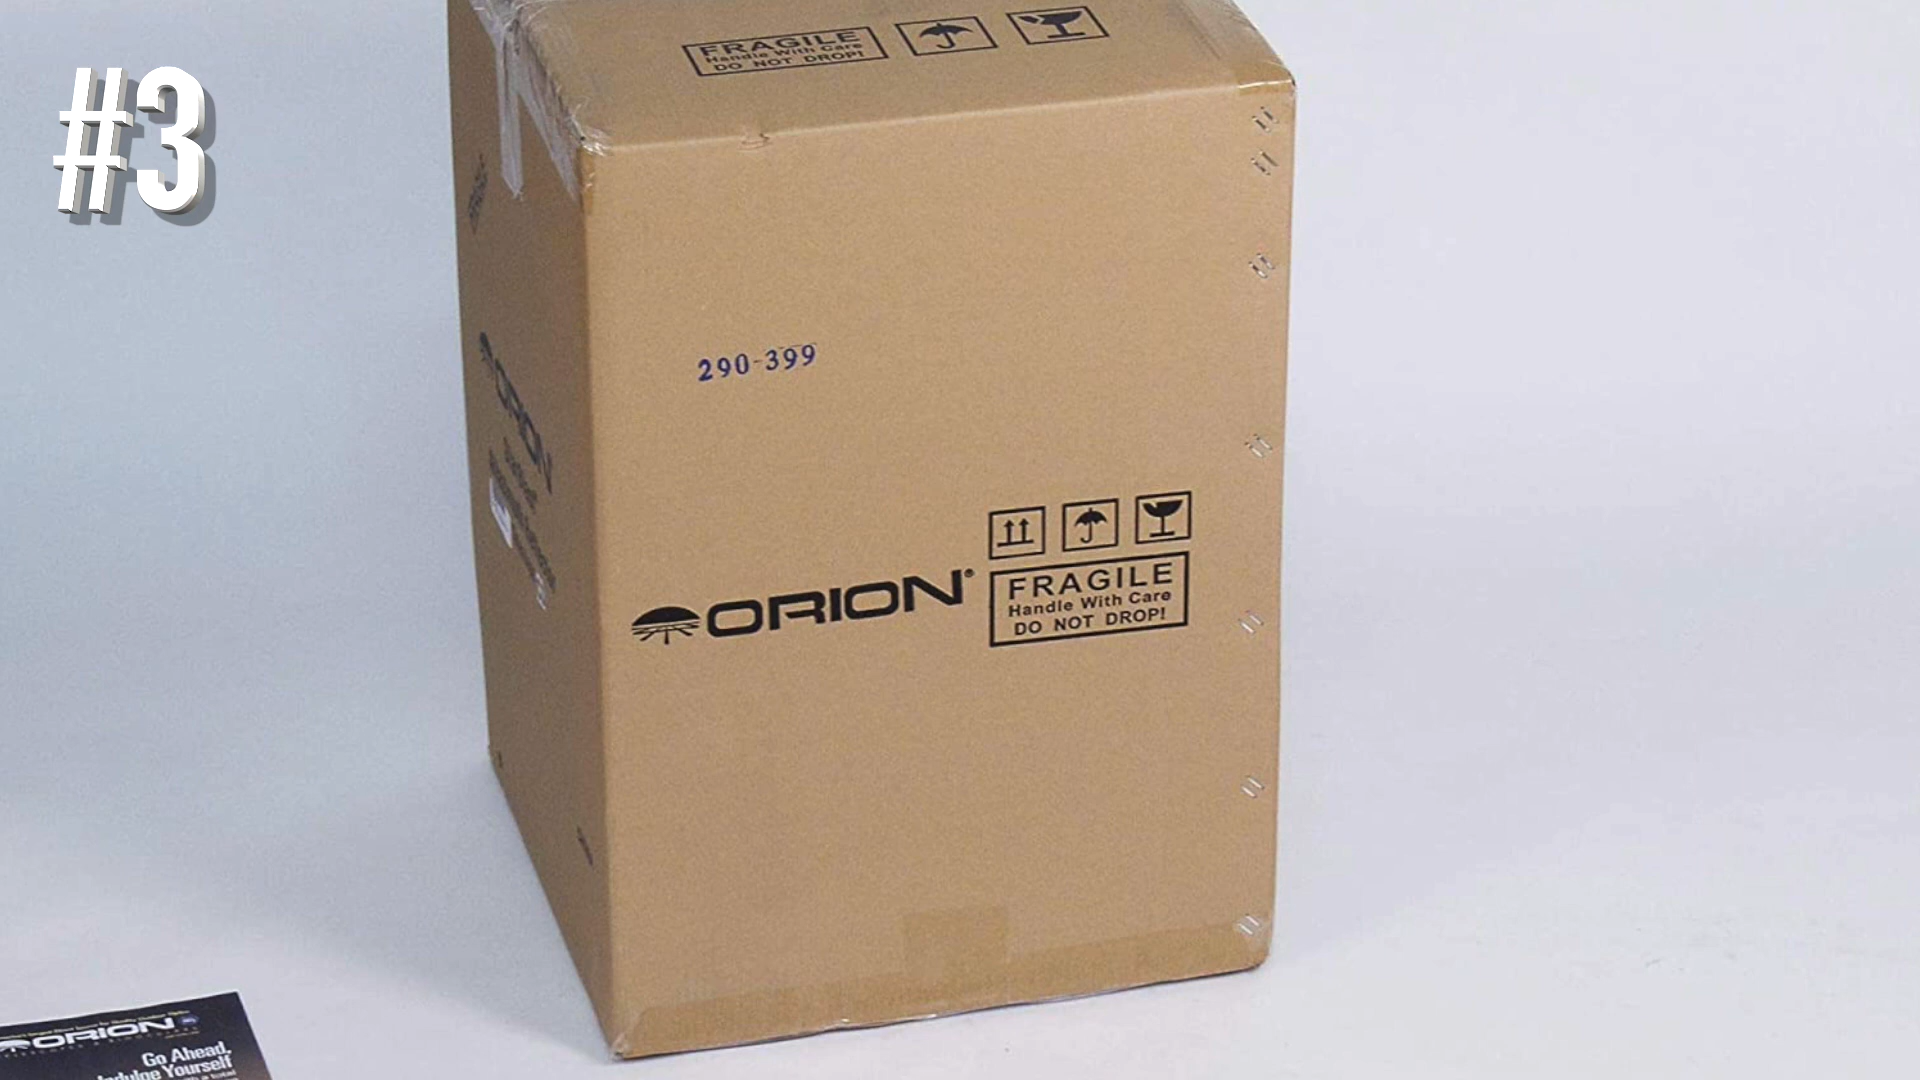 #3
FRAGILE
Handle With Care
DO NOT DROP!
290-399
ORION
ORION®
FRAGILE
Handle With Care
DO NOT DROP!
ORION
Go Ahead,
Indulge Yourself